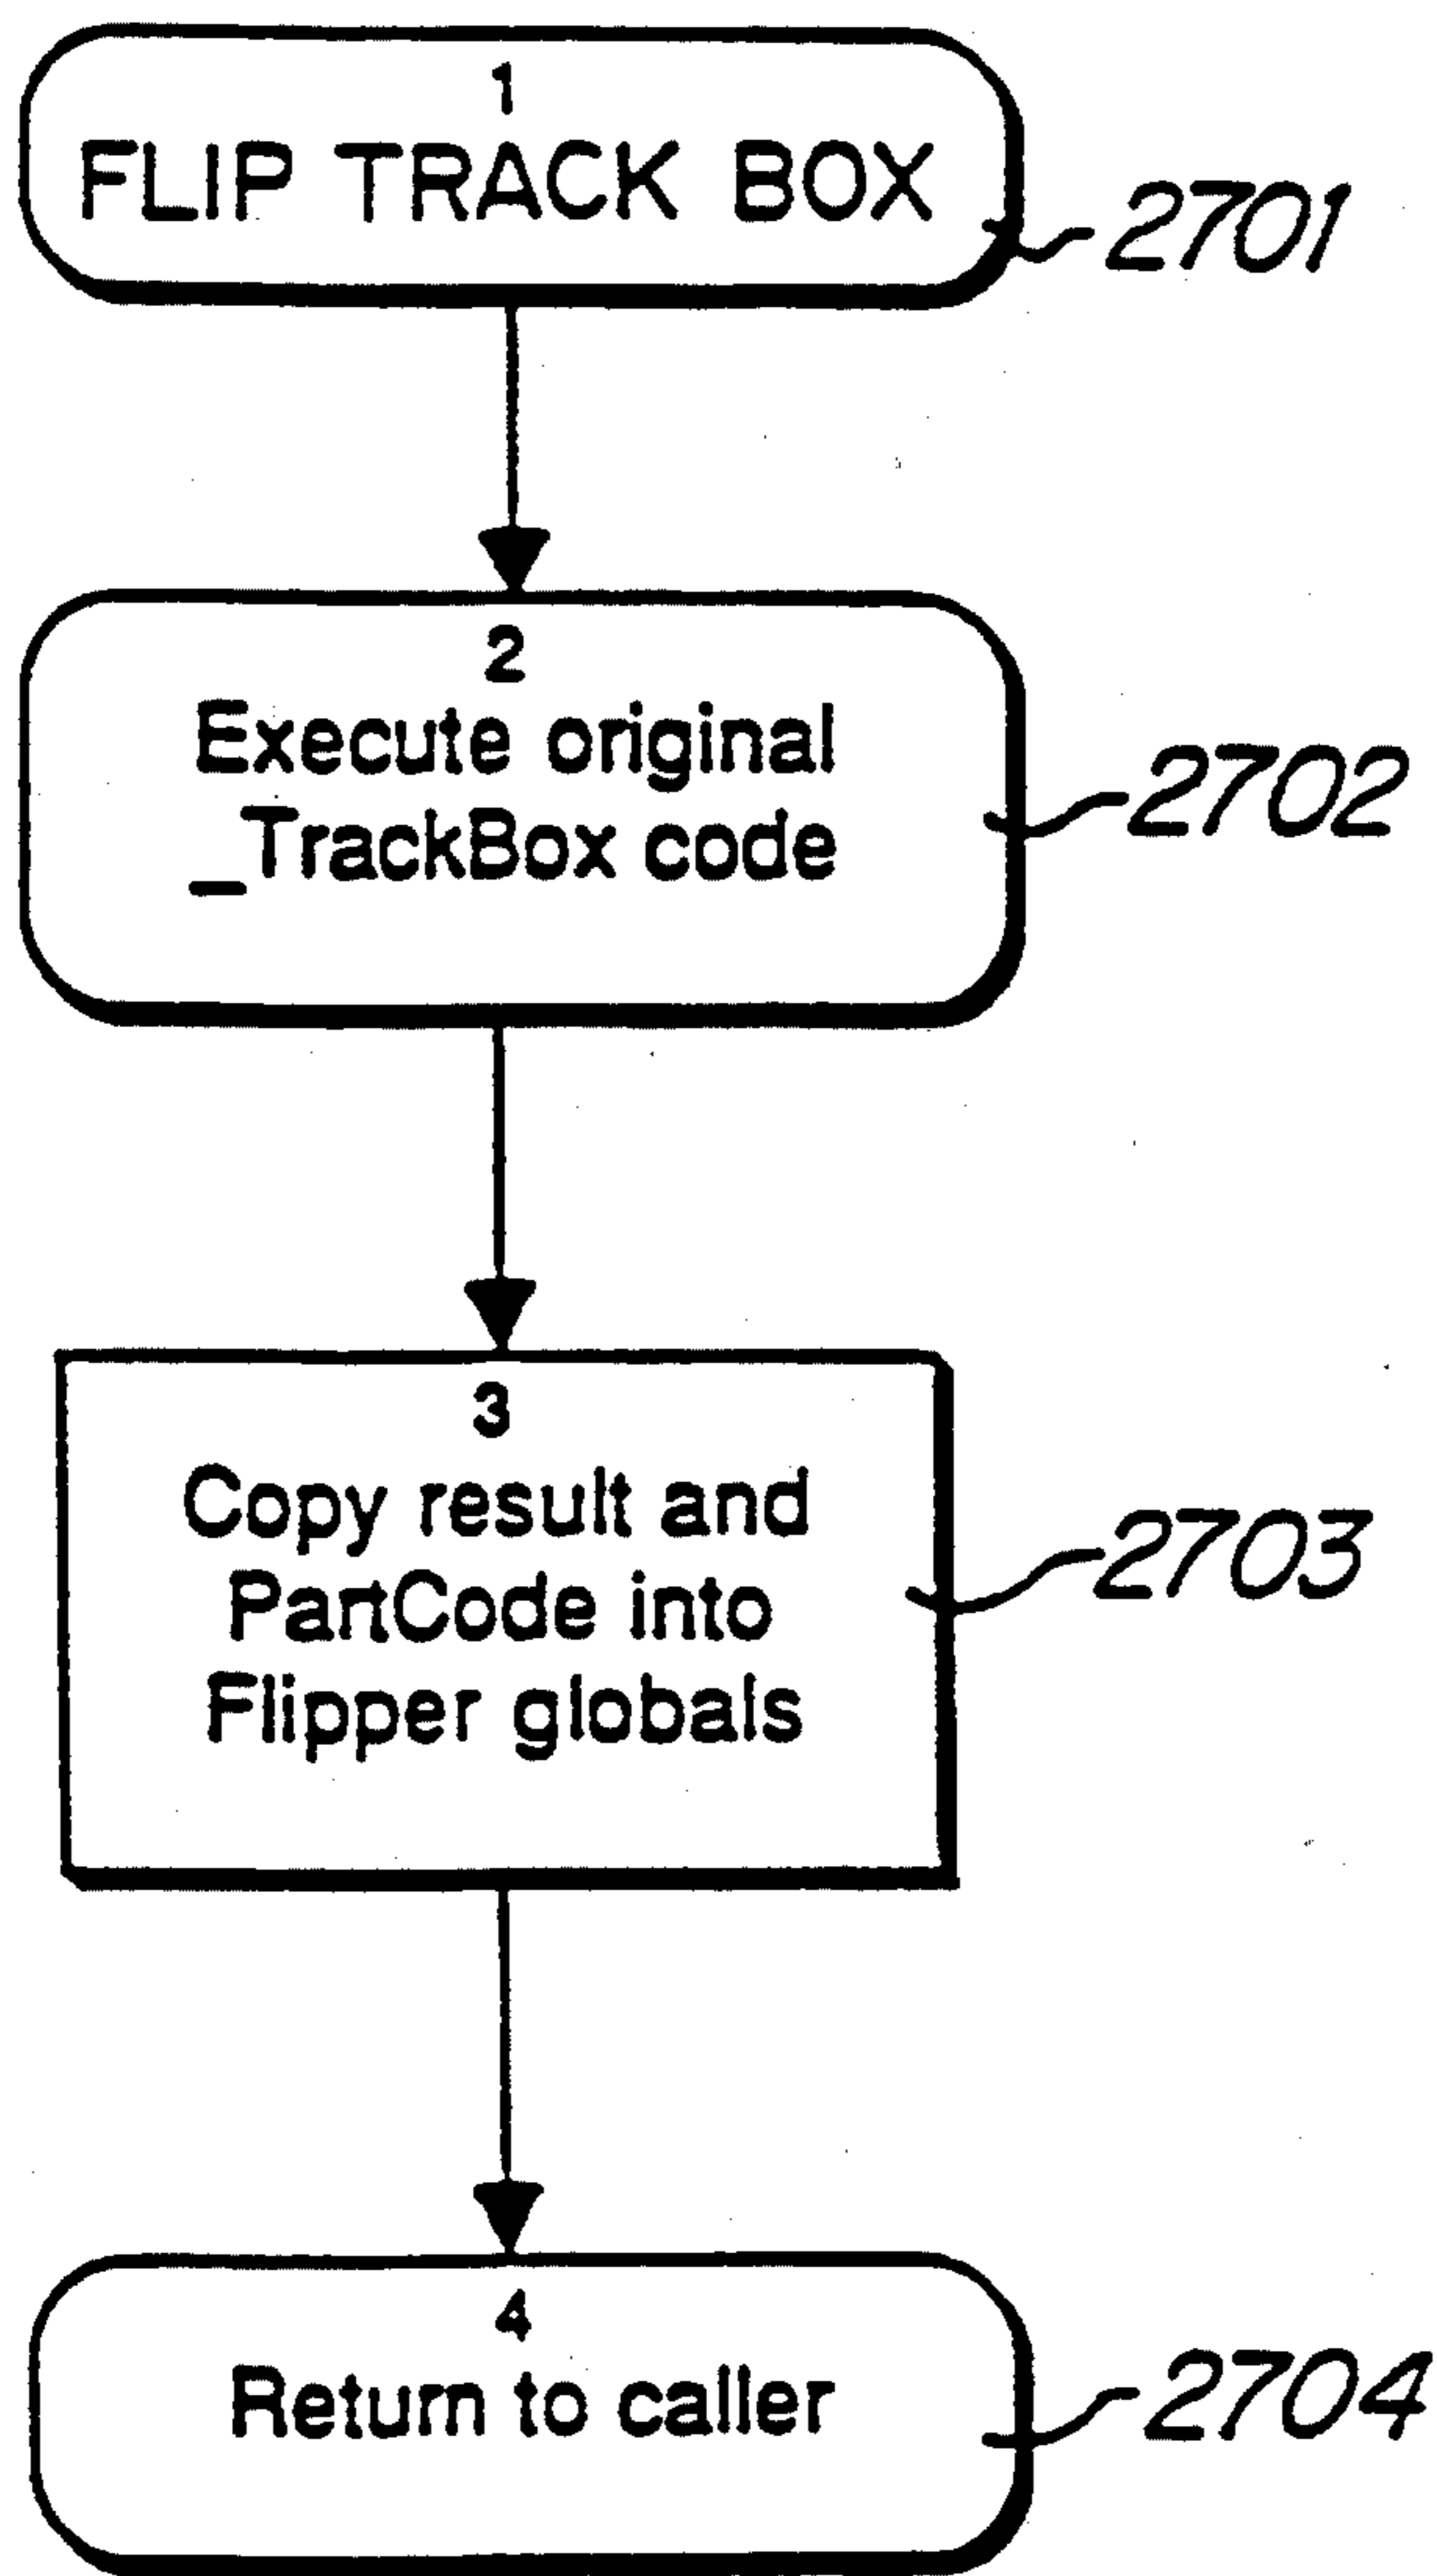 1
FLIP TRACK BOX
2701
2
Execute original
_TrackBox code
2702
3
Copy result and
PartCode into
Flipper globals
2703
4
Return to caller
2704